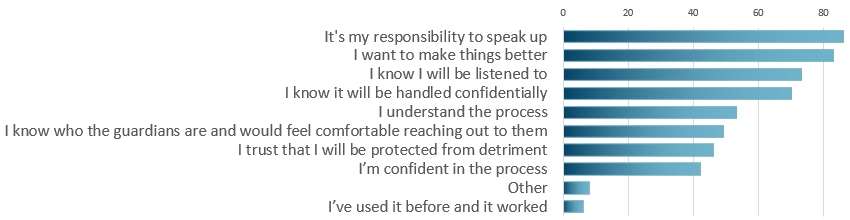 0 20 40 60 80
It's my responsibility to speak up
I want to make things better
I know I will be listened to
I know it will be handled confidentially
I understand the process
I know who the guardians are and would feel comfortable reaching out to them
I trust that I will be protected from detriment
I’m confident in the process
Other
I’ve used it before and it worked